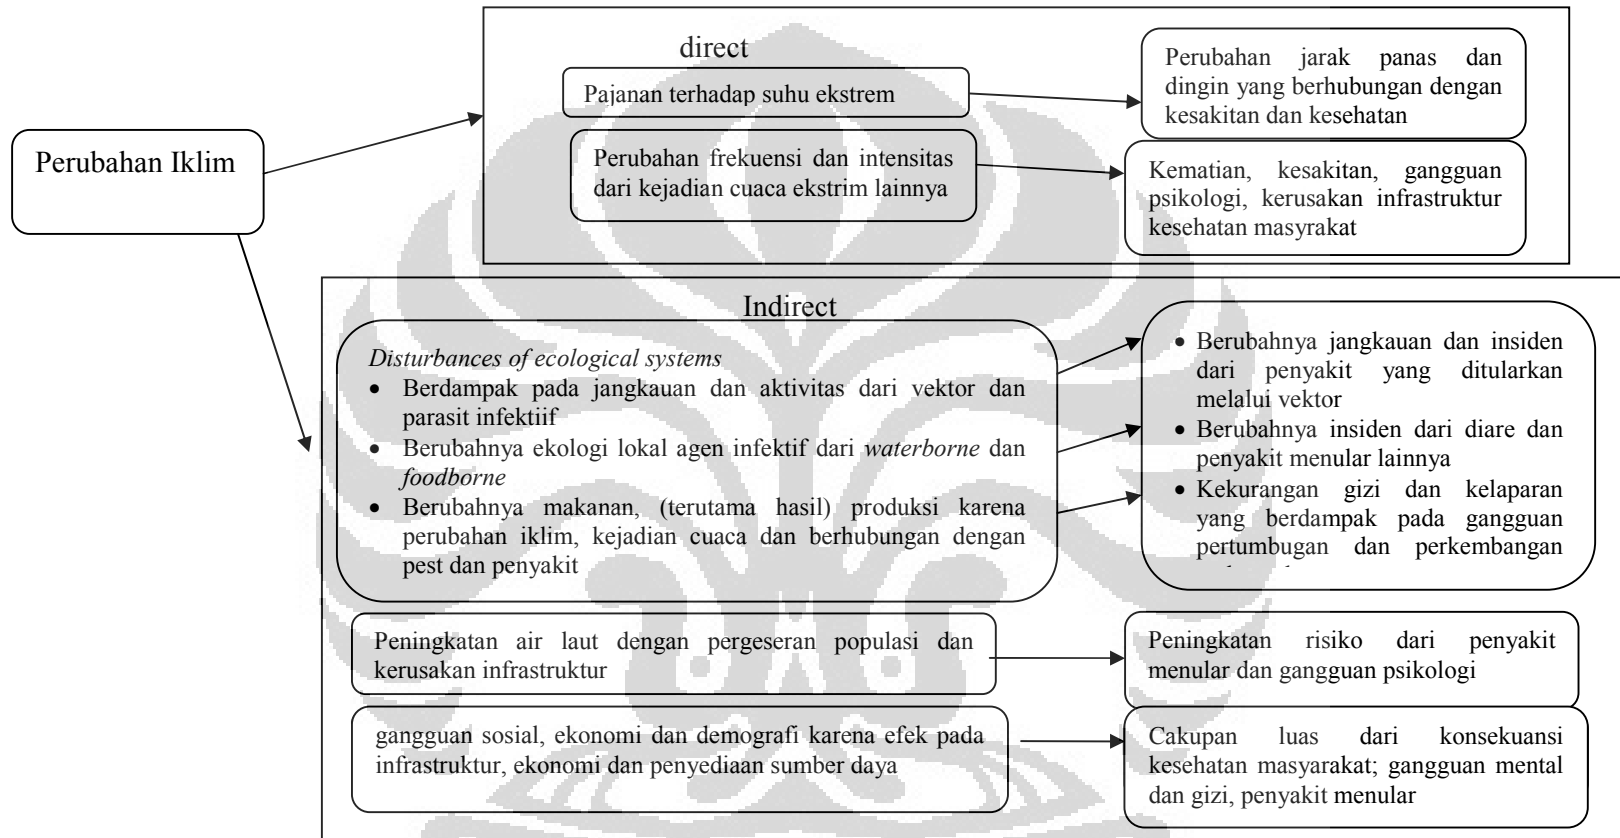 direct
Pajanan terhadap suhu ekstrem
Perubahan jarak panas dan
dingin yang berhubungan dengan
kesakitan dan kesehatan
Perubahan Iklim
Perubahan frekuensi dan intensitas
dari kejadian cuaca ekstrim lainnya
Kematian, kesakitan, gangguan
psikologi, kerusakan infrastruktur
kesehatan masyrakat
Indirect
Disturbances of ecological systems
• Berdampak pada jangkauan dan aktivitas dari vektor dan
parasit infektiif
• Berubahnya ekologi lokal agen infektif dari waterborne dan
foodborne
• Berubahnya makanan, (terutama hasil) produksi karena
perubahan iklim, kejadian cuaca dan berhubungan dengan
pest dan penyakit
• Berubahnya jangkauan dan insiden
dari penyakit yang ditularkan
melalui vektor
• Berubahnya insiden dari diare dan
penyakit menular lainnya
• Kekurangan gizi dan kelaparan
yang berdampak pada gangguan
pertumbugan dan perkembangan
Peningkatan air laut dengan pergeseran populasi dan
kerusakan infrastruktur
Peningkatan risiko dari penyakit
menular dan gangguan psikologi
gangguan sosial, ekonomi dan demografi karena efek pada
infrastruktur, ekonomi dan penyediaan sumber daya
Cakupan luas dari konsekuansi
kesehatan masyarakat; gangguan mental
dan gizi, penyakit menular